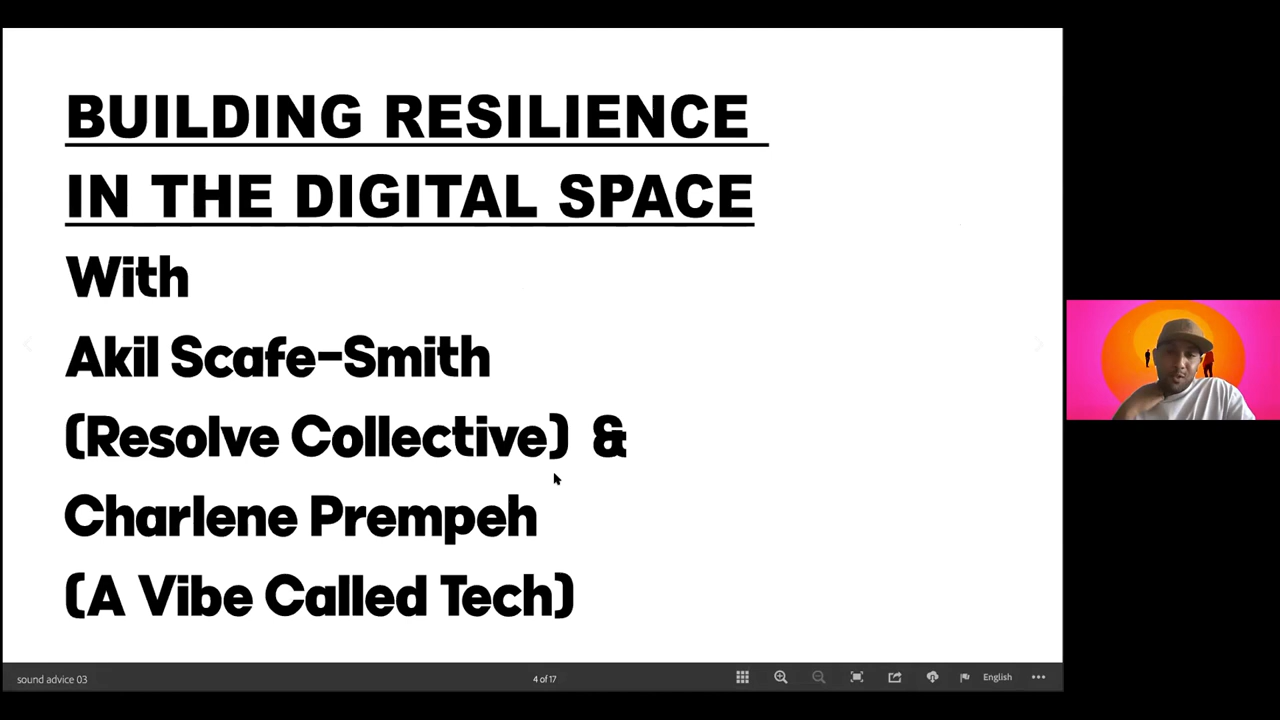 BUILDING RESILIENCE
IN THE DIGITAL SPACE
With
Akil Scafe-Smith
(Resolve Collective) &
Charlene Prempeh
(A Vibe Called Tech)
sound advice 03
4 of 17
English